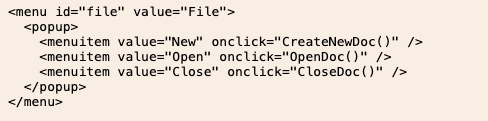 <menu id="file" value="File">
  <popup>
    <menuitem value="New" onclick="CreateNewDoc()" />
    <menuitem value="Open" onclick="OpenDoc()" />
    <menuitem value="Close" onclick="CloseDoc()" />
  </popup>
</menu>